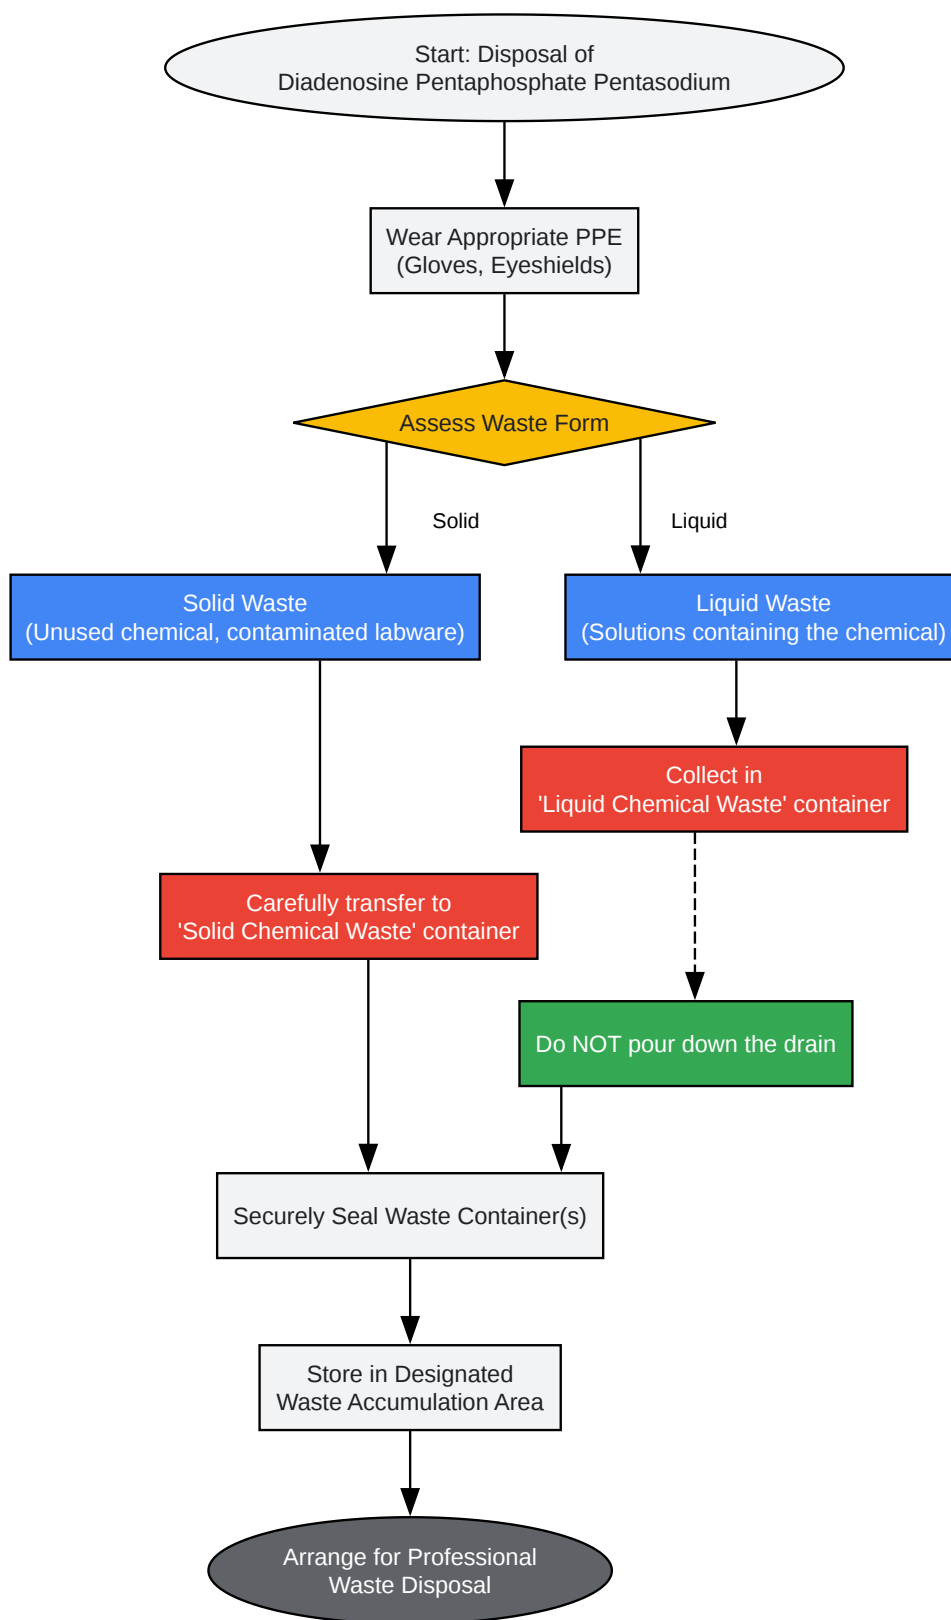 Start: Disposal of
Diadenosine Pentaphosphate Pentasodium
Wear Appropriate PPE
(Gloves, Eyeshields)
Assess Waste Form
Solid
Liquid
Solid Waste
(Unused chemical, contaminated labware)
Liquid Waste
(Solutions containing the chemical)
Collect in
'Liquid Chemical Waste' container
Carefully transfer to
'Solid Chemical Waste' container
Do NOT pour down the drain
Securely Seal Waste Container(s)
Store in Designated
Waste Accumulation Area
Arrange for Professional
Waste Disposal